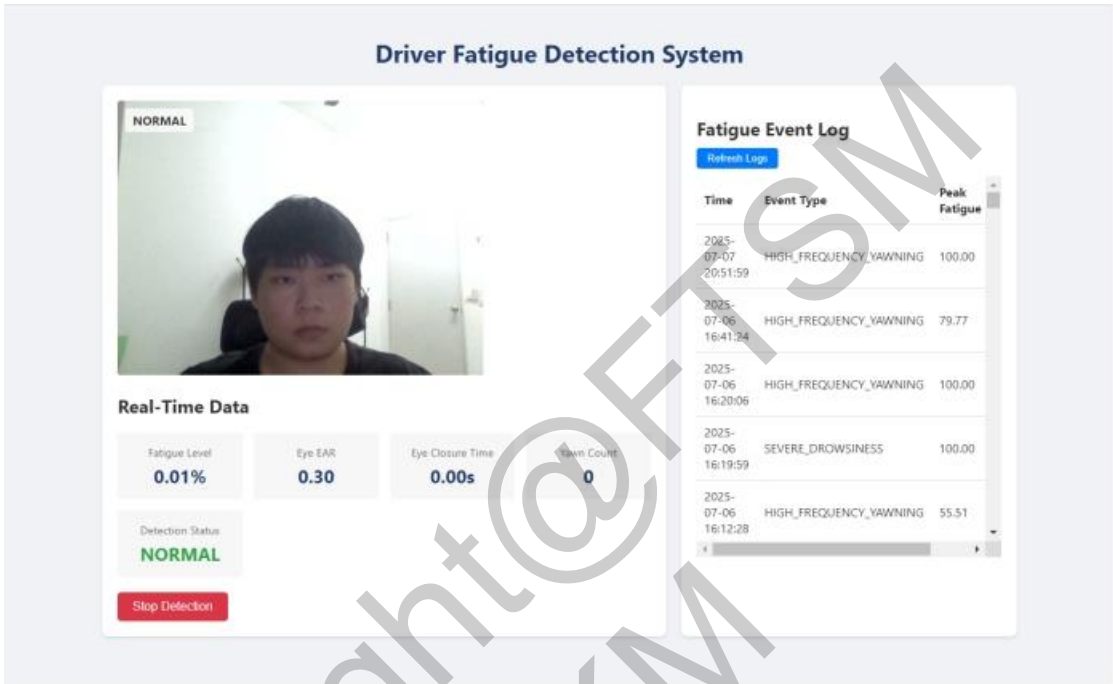 Driver Fatigue Detection System
NORMAL
Real-Time Data
Fatigue Level
0.01%
Eye EAR
0.30
Eye Closure Time
0.00s
Yawn Count
0
Detection Status
NORMAL
Stop Detection
Fatigue Event Log
Refresh Logs
Time Event Type Peak
Fatigue
2025-
07-07 HIGH_FREQUENCY_YAWNING 100.00
20:51:59
2025-
07-06 HIGH_FREQUENCY_YAWNING 79.77
16:41:24
2025-
07-06 HIGH_FREQUENCY_YAWNING 100.00
16:20:06
2025-
07-06 SEVERE_DROWSINESS 100.00
16:19:59
2025-
07-06 HIGH_FREQUENCY_YAWNING 55.51
16:12:28
ght@FTSM